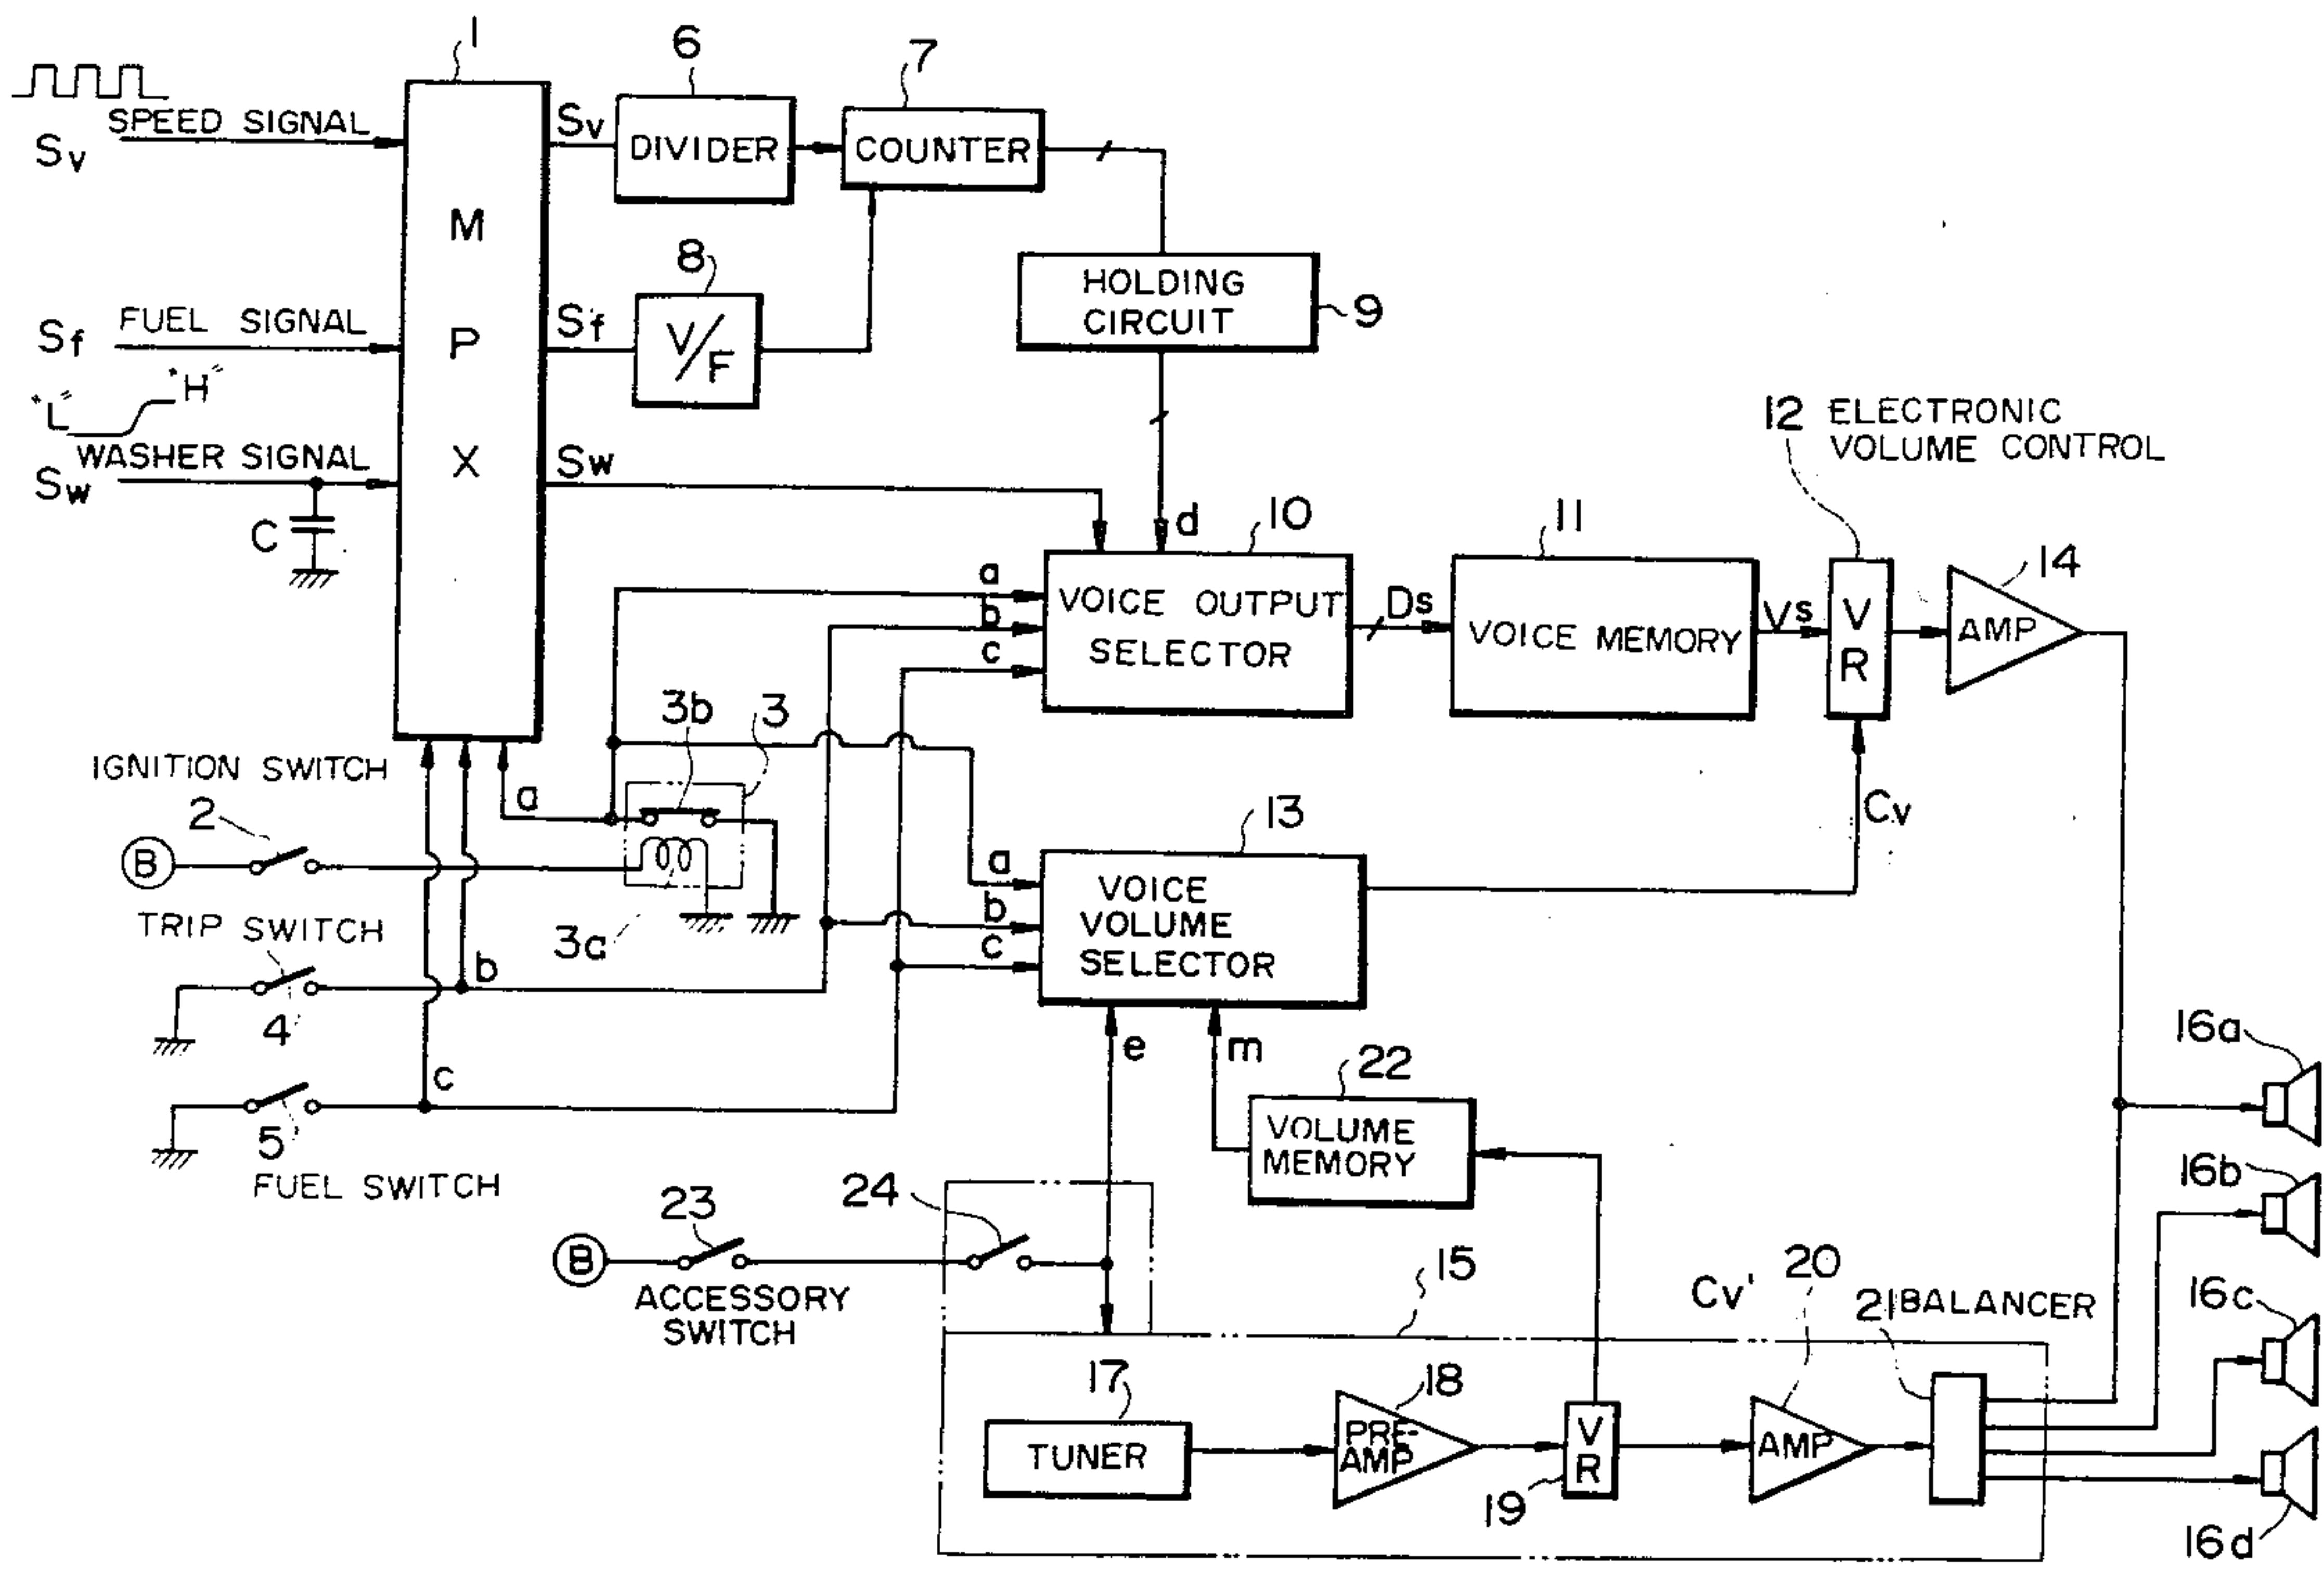 1
6
7
SPEED SIGNAL
Sv
Sv
DIVIDER
COUNTER
M
P
X
8
HOLDING
CIRCUIT
9
FUEL SIGNAL
Sf
Sf
V/F
"L"
"H"
WASHER SIGNAL
Sw
Sw
C
12 ELECTRONIC
VOLUME CONTROL
d
10
11
14
a
b
c
VOICE OUTPUT
SELECTOR
Ds
VOICE MEMORY
Vs
V
R
AMP
3b
3
IGNITION SWITCH
2
a
B
3a
13
Cv
a
b
c
VOICE
VOLUME
SELECTOR
TRIP SWITCH
b
4
e
m
c
5
FUEL SWITCH
22
VOLUME
MEMORY
16a
16b
23
24
B
ACCESSORY
SWITCH
15
Cv'
20
21 BALANCER
16c
17
18
TUNER
PRE-
AMP
V
R
19
AMP
16d